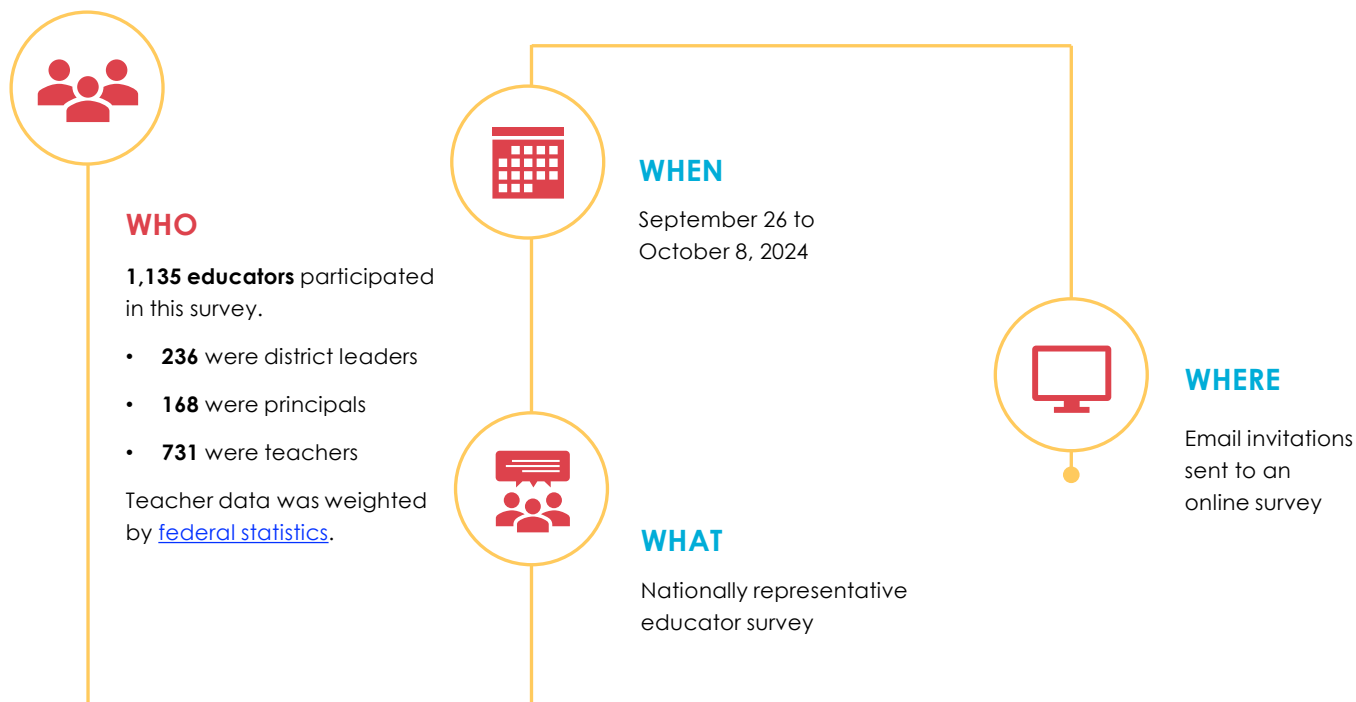 WHO
1,135 educators participated
in this survey.
• 236 were district leaders
• 168 were principals
• 731 were teachers
Teacher data was weighted
by federal statistics.
WHEN
September 26 to
October 8, 2024
WHAT
Nationally representative
educator survey
WHERE
Email invitations
sent to an
online survey